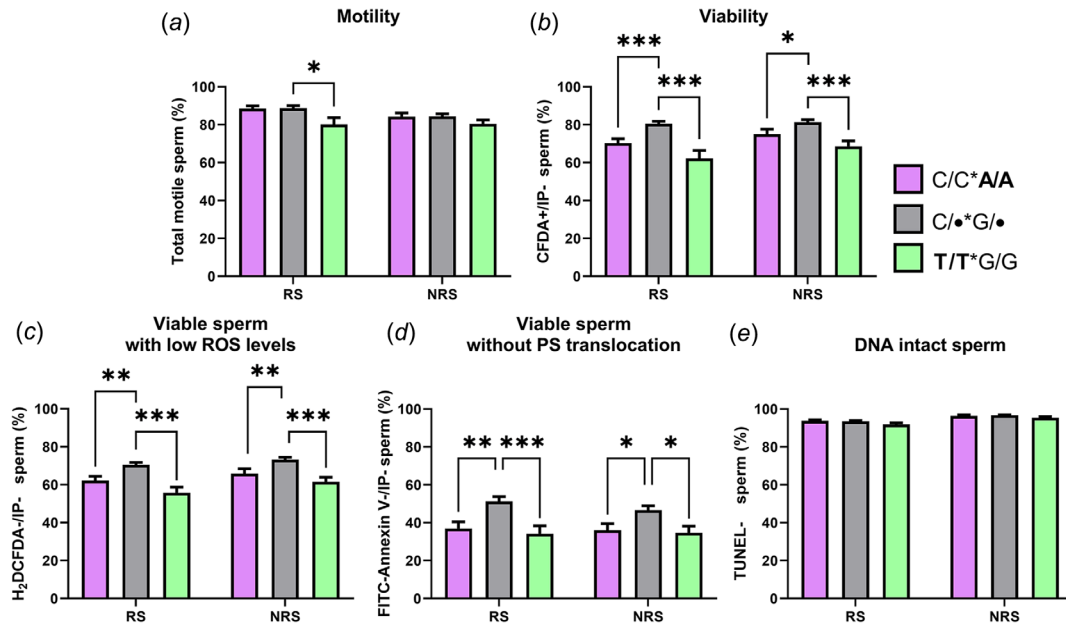 (a)
Motility
*
Total motile sperm (%)
100
80
60
40
20
0
RS
NRS
(b)
Viability
***
***
*
***
CFDA+/IP- sperm (%)
100
80
60
40
20
0
RS
NRS
C/C*A/A
C/•*G/•
T/T*G/G
(c)
Viable sperm
with low ROS levels
**
***
**
***
H₂DCFDA-/IP- sperm (%)
100
80
60
40
20
0
RS
NRS
(d)
Viable sperm
without PS translocation
**
***
*
*
FITC-Annexin V-/IP- sperm (%)
100
80
60
40
20
0
RS
NRS
(e)
DNA intact sperm
TUNEL- sperm (%)
100
80
60
40
20
0
RS
NRS